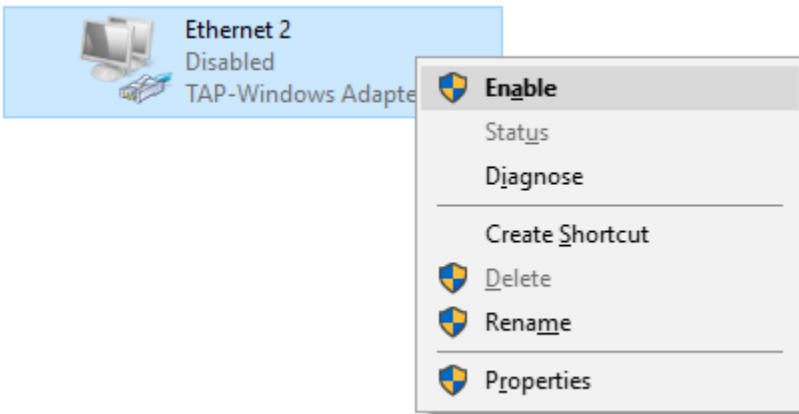 Ethernet 2
Disabled
TAP-Windows Adapte
Enable
Status
Diagnose
Create Shortcut
Delete
Rename
Properties